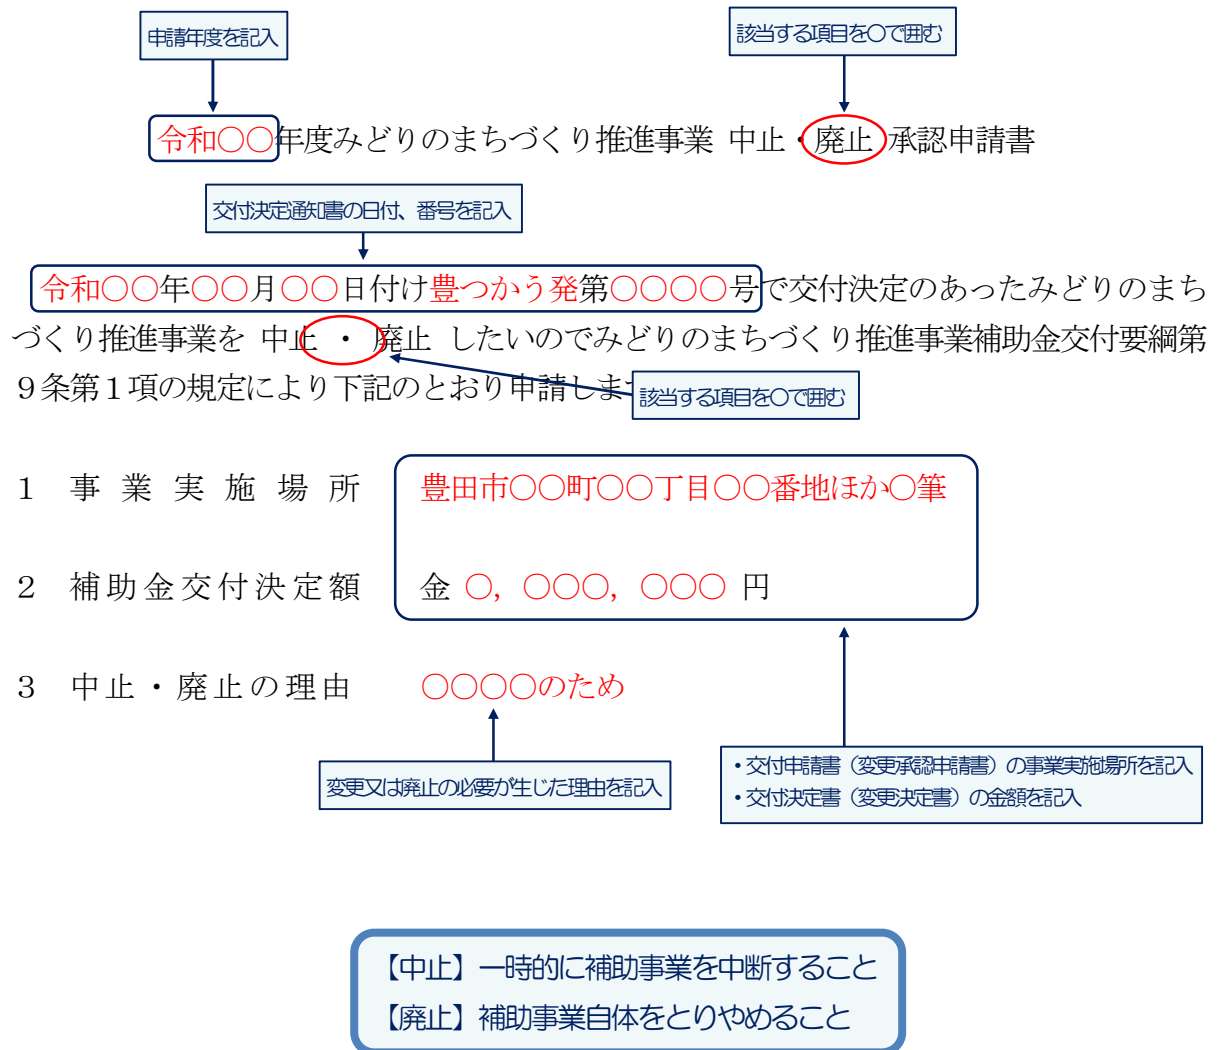 申請年度を記入
該当する項目を〇で囲む
令和〇〇年度みどりのまちづくり推進事業 中止・廃止 承認申請書
交付決定通知書の日付、番号を記入
令和〇〇年〇〇月〇〇日付け豊つかう発第〇〇〇〇号で交付決定のあったみどりのまち
づくり推進事業を 中止 ・ 廃止 したいのでみどりのまちづくり推進事業補助金交付要綱第
９条第１項の規定により下記のとおり申請しま
該当する項目を〇で囲む
１ 事業実施場所 豊田市〇〇町〇〇丁目〇〇番地ほか〇筆
２ 補助金交付決定額 金 〇，〇〇〇，〇〇〇 円
３ 中止・廃止の理由 〇〇〇〇のため
変更又は廃止の必要が生じた理由を記入
・交付申請書（変更承認申請書）の事業実施場所を記入
・交付決定書（変更決定書）の金額を記入
【中止】一時的に補助事業を中断すること
【廃止】補助事業自体をとりやめること